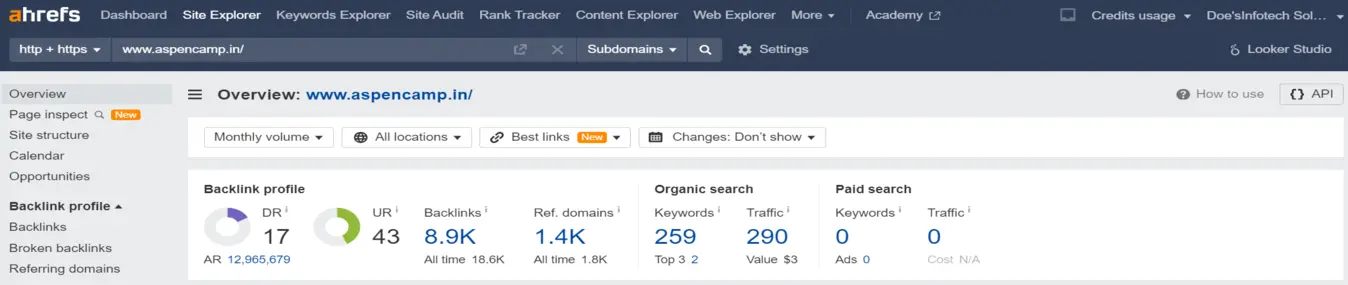 ahrefs Dashboard Site Explorer Keywords Explorer Site Audit Rank Tracker Content Explorer Web Explorer More Academy Credits usage Doe'sInfotech Sol...
http + https www.aspencamp.in/ Subdomains Settings Looker Studio
Overview
Page inspect New
Site structure
Calendar
Opportunities
Backlink profile
Backlinks
Broken backlinks
Referring domains
Overview: www.aspencamp.in/ How to use {} API
Monthly volume All locations Best links New Changes: Don't show
Backlink profile Organic search Paid search
DR UR Backlinks Ref. domains Keywords Traffic Keywords Traffic
17 43 8.9K 1.4K 259 290 0 0
AR 12,965,679 All time 18.6K All time 1.8K Top 3 2 Value $3 Ads 0 Cost N/A